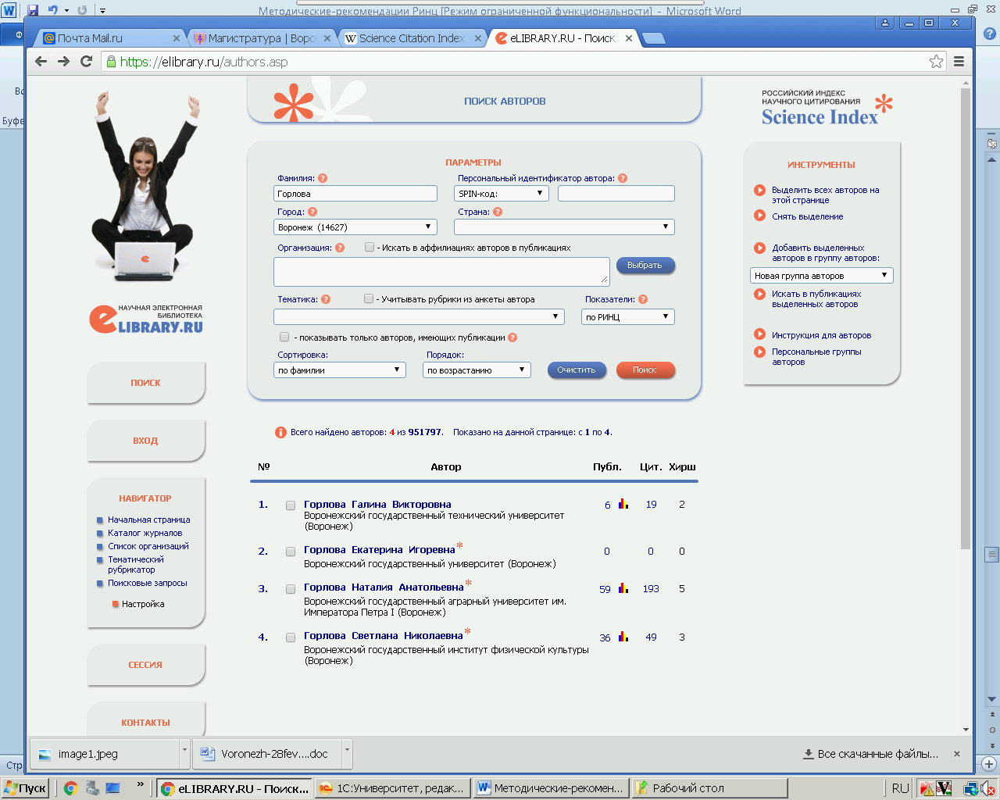 Методические-рекомендации Ринц [Режим ограниченной функциональности] - Microsoft Word
Почта Mail.ru
Магистратура | Воро
Science Citation Index
eLIBRARY.RU - Поиск
https://elibrary.ru/authors.asp
Буфе
НАУЧНАЯ ЭЛЕКТРОННАЯ
БИБЛИОТЕКА
eLIBRARY.RU
ПОИСК
ВХОД
НАВИГАТОР
Начальная страница
Каталог журналов
Список организаций
Тематический
рубрикатор
Поисковые запросы
Настройка
СЕССИЯ
КОНТАКТЫ
ПОИСК АВТОРОВ
ПАРАМЕТРЫ
Фамилия: ?
Персональный идентификатор автора: ?
Горлова
SPIN-код:
Город: ?
Страна: ?
Воронеж (14627)
Организация: ?
- Искать в аффилиациях авторов в публикациях
Выбрать
Тематика: ?
- Учитывать рубрики из анкеты автора
Показатели: ?
по РИНЦ
- показывать только авторов, имеющих публикации ?
Сортировка:
Порядок:
по фамилии
по возрастанию
Очистить
Поиск
Всего найдено авторов: 4 из 951797. Показано на данной странице: с 1 по 4.
№ Автор Публ. Цит. Хирш
1. Горлова Галина Викторовна 6 19 2
Воронежский государственный технический университет
(Воронеж)
2. Горлова Екатерина Игоревна* 0 0 0
Воронежский государственный университет (Воронеж)
3. Горлова Наталия Анатольевна* 59 193 5
Воронежский государственный аграрный университет им.
Императора Петра I (Воронеж)
4. Горлова Светлана Николаевна* 36 49 3
Воронежский государственный институт физической культуры
(Воронеж)
РОССИЙСКИЙ ИНДЕКС
НАУЧНОГО ЦИТИРОВАНИЯ
Science Index
ИНСТРУМЕНТЫ
Выделить всех авторов на
этой странице
Снять выделение
Добавить выделенных
авторов в группу авторов:
Новая группа авторов
Искать в публикациях
выделенных авторов
Инструкция для авторов
Персональные группы
авторов
image1.jpeg
Voronezh-28fev....doc
Все скачанные файлы...
Стр
Пуск
»
eLIBRARY.RU - Поиск...
1С:Университет, редак...
Методические-рекомен...
Рабочий стол
RU